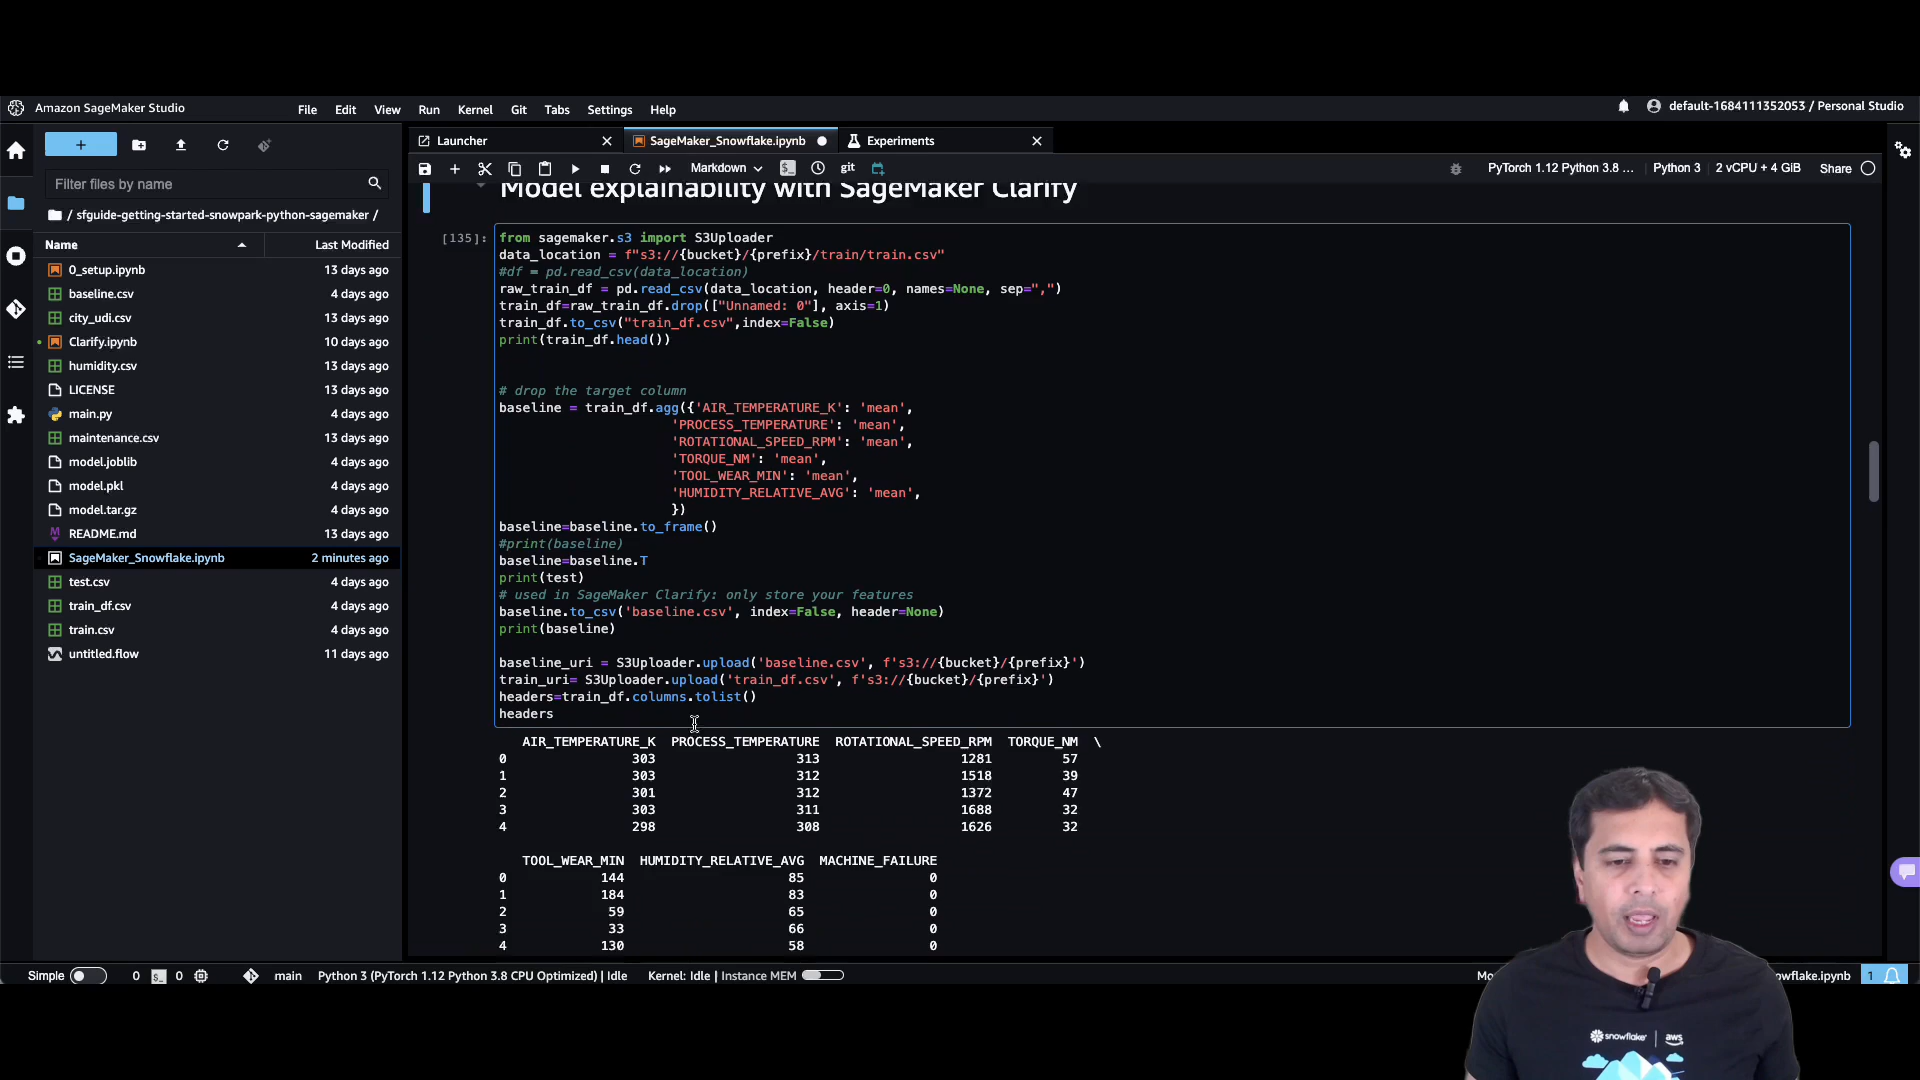 Amazon SageMaker Studio
File Edit View Run Kernel Git Tabs Settings Help
default-1684111352053 / Personal Studio
+
Launcher
SageMaker_Snowflake.ipynb
Experiments
Filter files by name
Markdown
git
PyTorch 1.12 Python 3.8 ...
Python 3
2 vCPU + 4 GiB
Share
/ sfguide-getting-started-snowpark-python-sagemaker /
Name Last Modified
0_setup.ipynb 13 days ago
baseline.csv 4 days ago
city_udi.csv 13 days ago
Clarify.ipynb 10 days ago
humidity.csv 13 days ago
LICENSE 13 days ago
main.py 4 days ago
maintenance.csv 13 days ago
model.joblib 4 days ago
model.pkl 4 days ago
model.tar.gz 4 days ago
README.md 13 days ago
SageMaker_Snowflake.ipynb 2 minutes ago
test.csv 4 days ago
train_df.csv 4 days ago
train.csv 4 days ago
untitled.flow 11 days ago
Model explainability with SageMaker Clarify
[135]:
from sagemaker.s3 import S3Uploader
data_location = f"s3://{bucket}/{prefix}/train/train.csv"
#df = pd.read_csv(data_location)
raw_train_df = pd.read_csv(data_location, header=0, names=None, sep=",")
train_df=raw_train_df.drop(["Unnamed: 0"], axis=1)
train_df.to_csv("train_df.csv",index=False)
print(train_df.head())
# drop the target column
baseline = train_df.agg({'AIR_TEMPERATURE_K': 'mean',
'PROCESS_TEMPERATURE': 'mean',
'ROTATIONAL_SPEED_RPM': 'mean',
'TORQUE_NM': 'mean',
'TOOL_WEAR_MIN': 'mean',
'HUMIDITY_RELATIVE_AVG': 'mean',
})
baseline=baseline.to_frame()
#print(baseline)
baseline=baseline.T
print(test)
# used in SageMaker Clarify: only store your features
baseline.to_csv('baseline.csv', index=False, header=None)
print(baseline)
baseline_uri = S3Uploader.upload('baseline.csv', f's3://{bucket}/{prefix}')
train_uri= S3Uploader.upload('train_df.csv', f's3://{bucket}/{prefix}')
headers=train_df.columns.tolist()
headers
AIR_TEMPERATURE_K PROCESS_TEMPERATURE ROTATIONAL_SPEED_RPM TORQUE_NM \
0 303 313 1281 57
1 303 312 1518 39
2 301 312 1372 47
3 303 311 1688 32
4 298 308 1626 32
TOOL_WEAR_MIN HUMIDITY_RELATIVE_AVG MACHINE_FAILURE
0 144 85 0
1 184 83 0
2 59 65 0
3 33 66 0
4 130 58 0
Simple 0 $_ 0 main Python 3 (PyTorch 1.12 Python 3.8 CPU Optimized) | Idle Kernel: Idle | Instance MEM
Mo
owflake.ipynb 1
snowflake aws